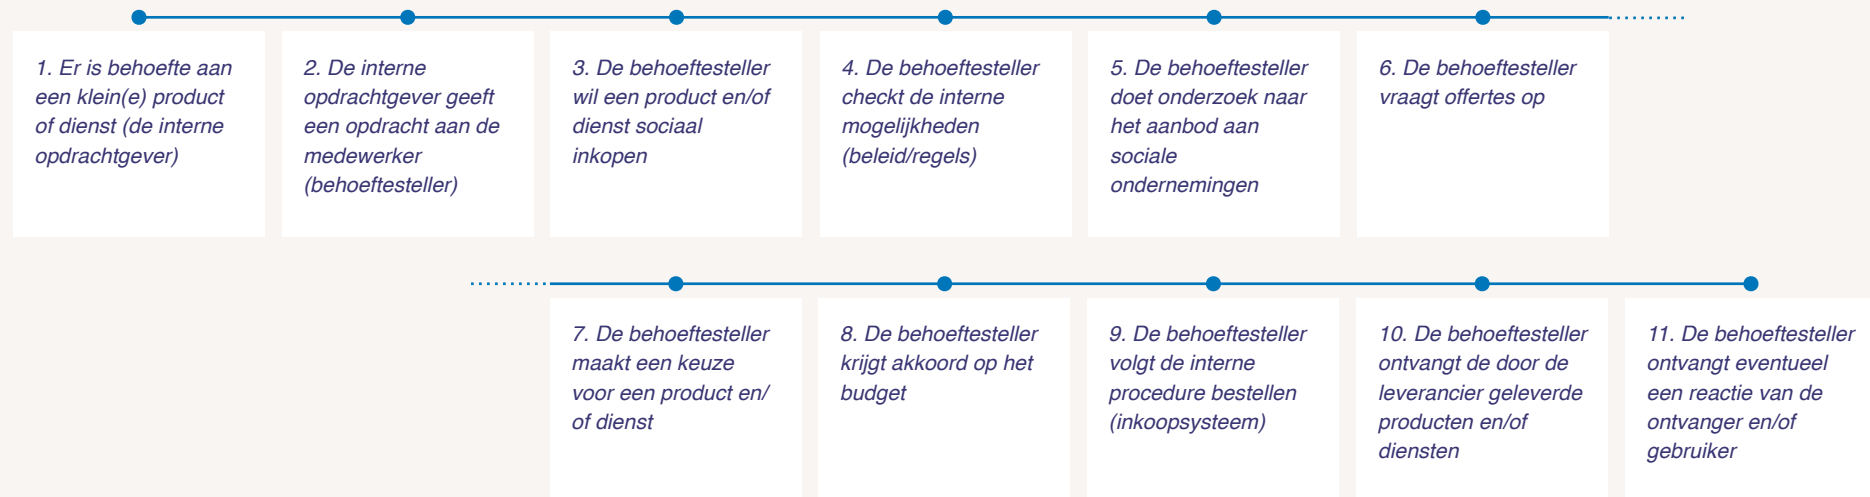 1. Er is behoefte aan
een klein(e) product
of dienst (de interne
opdrachtgever)
2. De interne
opdrachtgever geeft
een opdracht aan de
medewerker
(behoeftesteller)
3. De behoeftesteller
wil een product en/of
dienst sociaal
inkopen
4. De behoeftesteller
checkt de interne
mogelijkheden
(beleid/regels)
5. De behoeftesteller
doet onderzoek naar
het aanbod aan
sociale
ondernemingen
6. De behoeftesteller
vraagt offertes op
7. De behoeftesteller
maakt een keuze
voor een product en/
of dienst
8. De behoeftesteller
krijgt akkoord op het
budget
9. De behoeftesteller
volgt de interne
procedure bestellen
(inkoopsysteem)
10. De behoeftesteller
ontvangt de door de
leverancier geleverde
producten en/of
diensten
11. De behoeftesteller
ontvangt eventueel
een reactie van de
ontvanger en/of
gebruiker